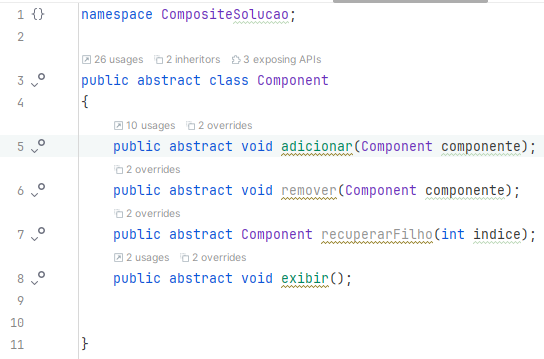 1 {} namespace CompositeSolucao;
2
26 usages 2 inheritors 3 exposing APIs
3 public abstract class Component
4 {
10 usages 2 overrides
5 public abstract void adicionar(Component componente);
2 overrides
6 public abstract void remover(Component componente);
2 overrides
7 public abstract Component recuperarFilho(int indice);
2 usages 2 overrides
8 public abstract void exibir();
9
10
11 }